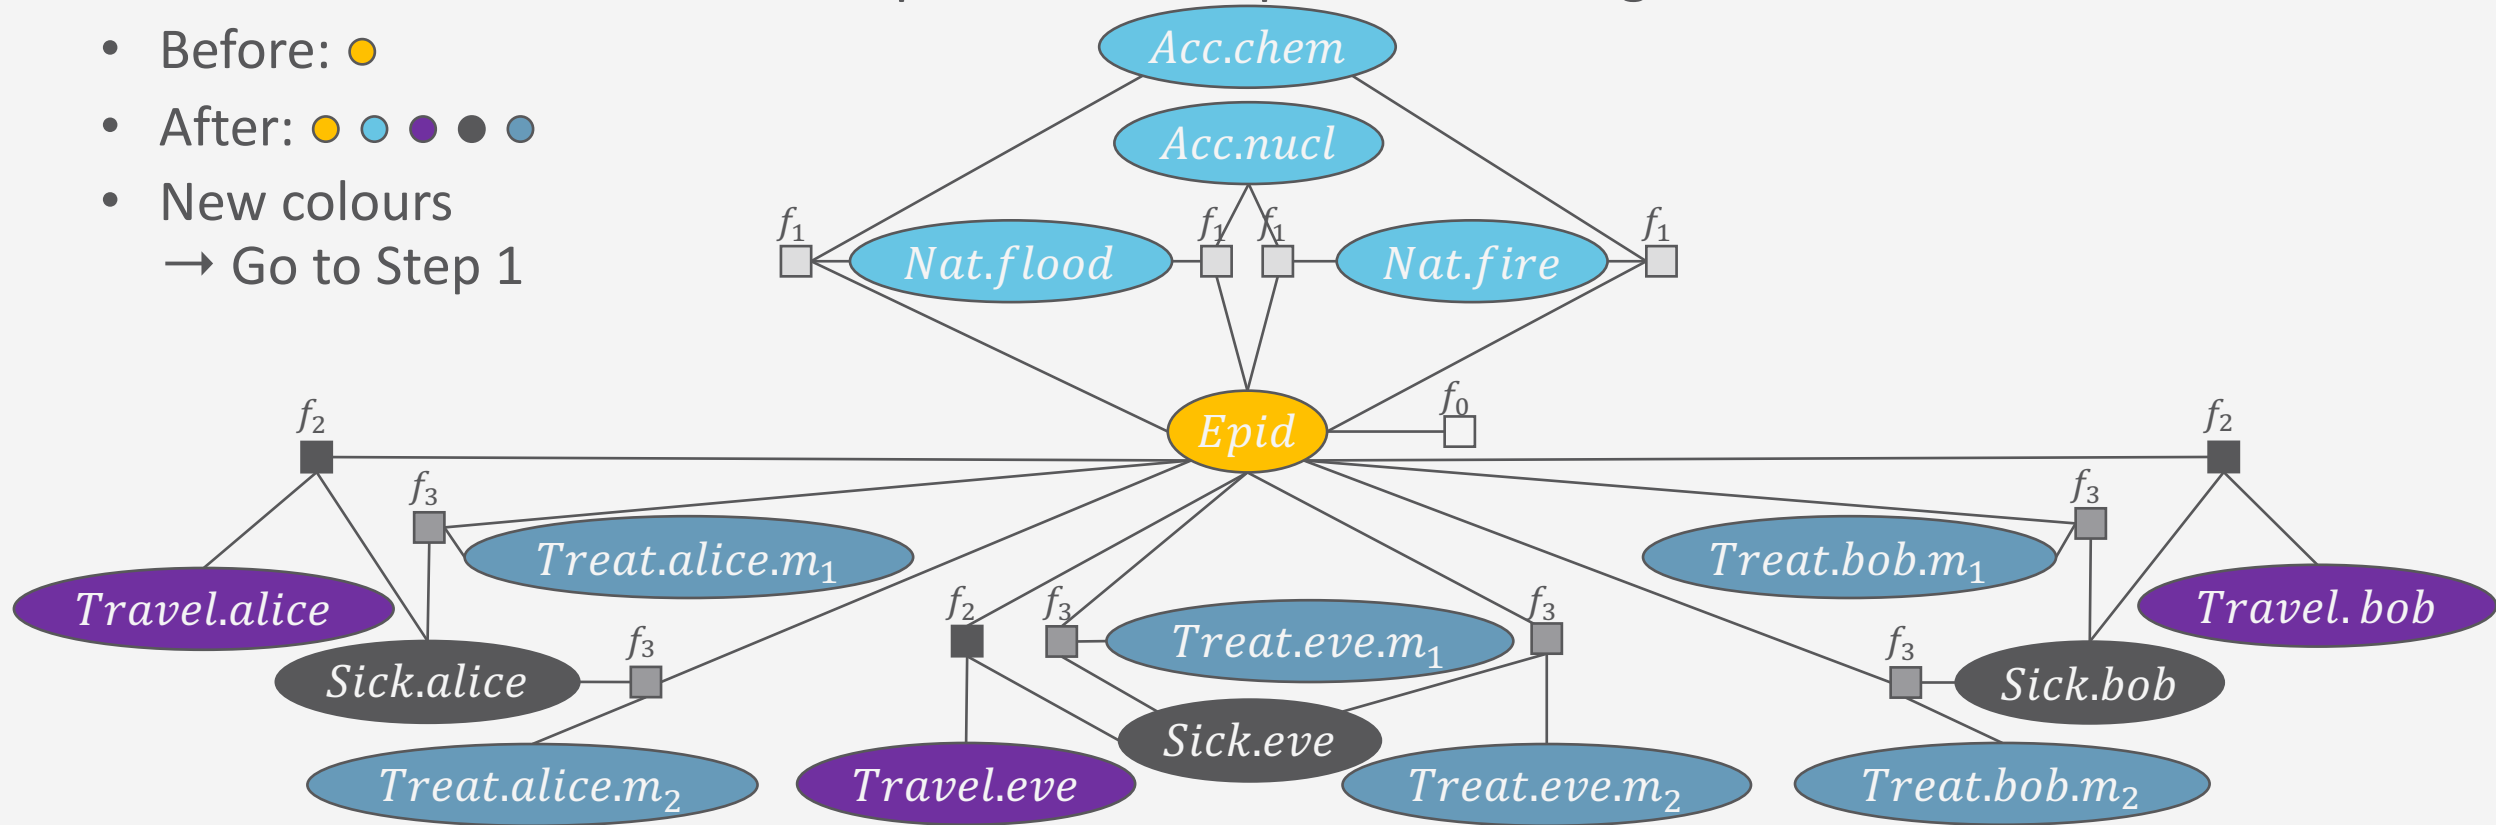 • Before:
• After:
• New colours
→ Go to Step 1
Acc.chem
Acc.nucl
f₁ f₁ f₁ f₁
Nat.flood Nat.fire
f₀
Epid
f₂ f₂
f₃ f₃
Treat.alice.m₁ Treat.bob.m₁
f₂ f₃ f₃
Travel.alice Travel.bob
f₃ Treat.eve.m₁ f₃
Sick.alice Sick.bob
Sick.eve
Treat.alice.m₂ Travel.eve Treat.eve.m₂ Treat.bob.m₂